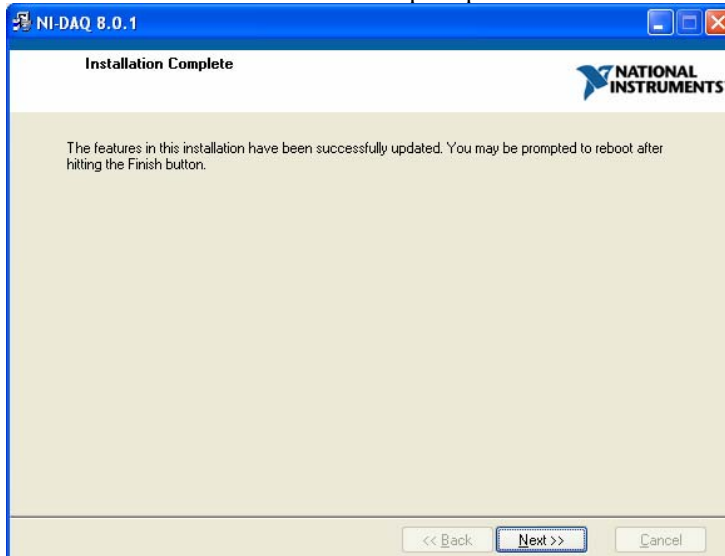 NI-DAQ 8.0.1
Installation Complete
NATIONAL
INSTRUMENTS
The features in this installation have been successfully updated. You may be prompted to reboot after
hitting the Finish button.
<< Back
Next >>
Cancel